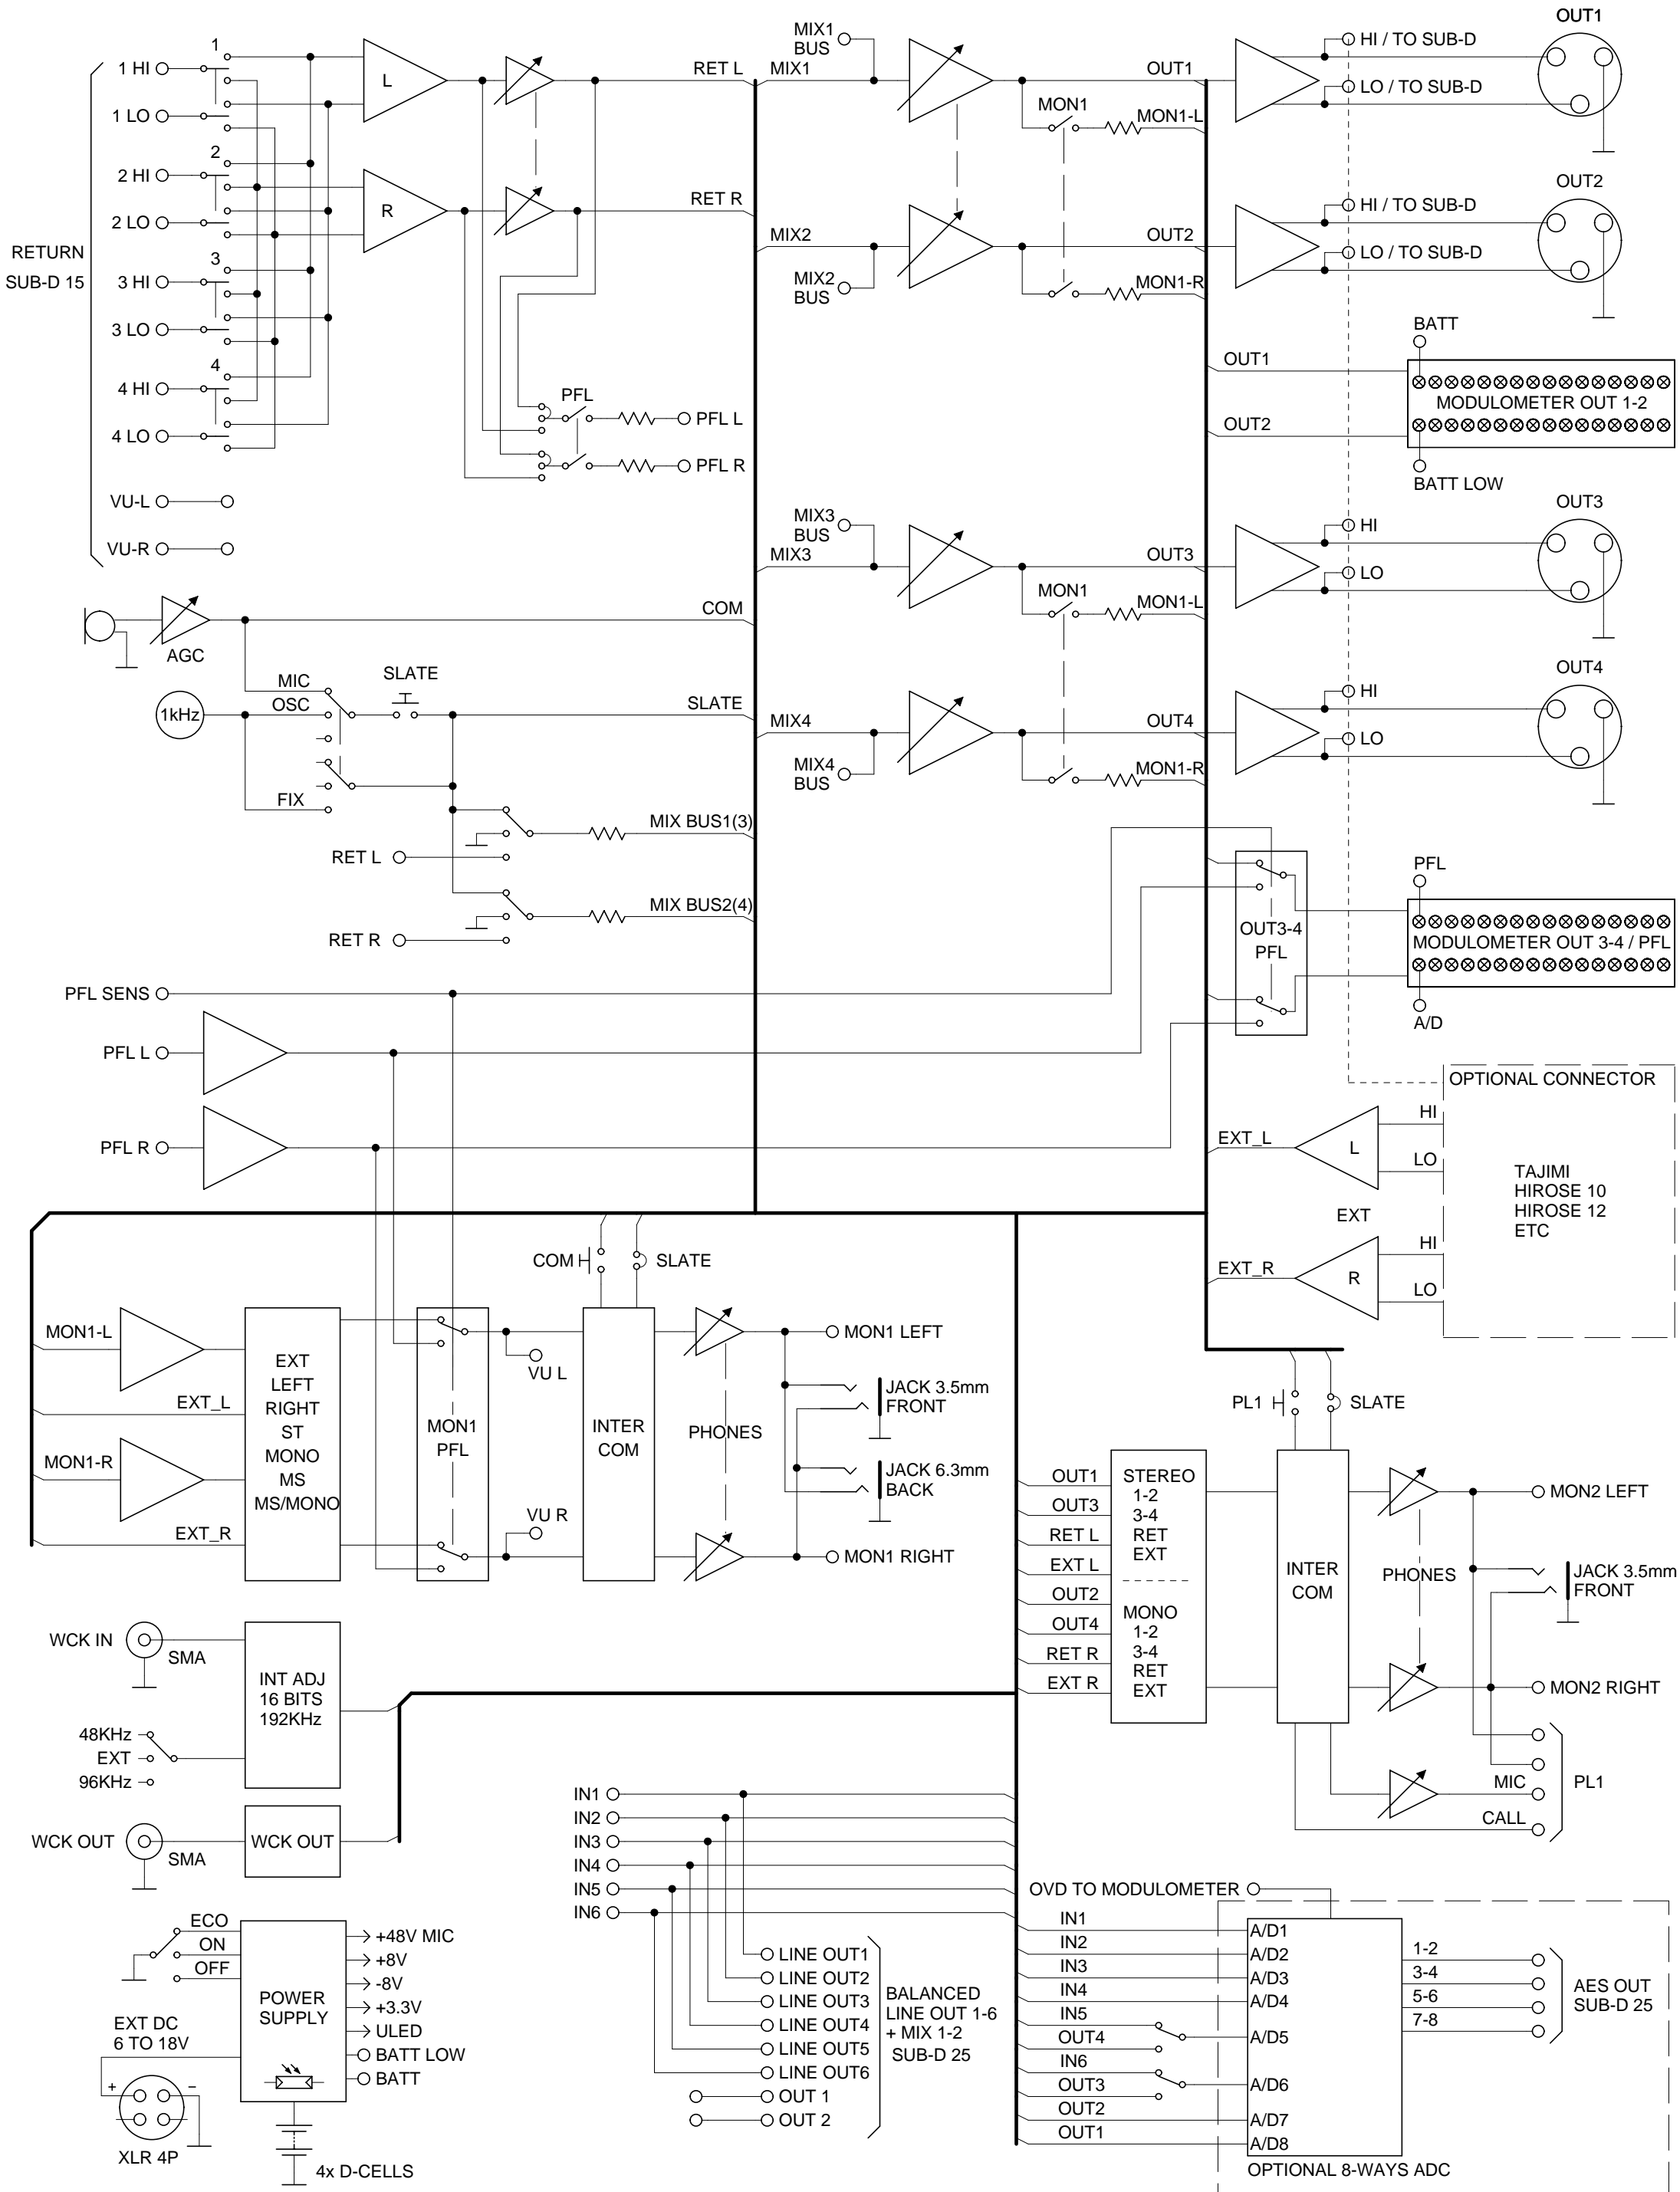 RETURN
SUB-D 15
1
1 HI
1 LO
2
2 HI
2 LO
3
3 HI
3 LO
4
4 HI
4 LO
VU-L
VU-R
L
R
RET L
RET R
PFL
PFL L
PFL R
AGC
COM
1kHz
MIC
OSC
FIX
SLATE
SLATE
MIX BUS1(3)
RET L
MIX BUS2(4)
RET R
PFL SENS
PFL L
PFL R
MIX1
BUS
MIX1
MON1
OUT1
MON1-L
MIX2
MIX2
BUS
OUT2
MON1-R
MIX3
BUS
MIX3
MON1
OUT3
MON1-L
MIX4
MIX4
BUS
OUT4
MON1-R
OUT1
HI / TO SUB-D
LO / TO SUB-D
OUT2
HI / TO SUB-D
LO / TO SUB-D
BATT
OUT1
MODULOMETER OUT 1-2
OUT2
BATT LOW
OUT3
HI
LO
OUT4
HI
LO
OUT3-4
PFL
PFL
MODULOMETER OUT 3-4 / PFL
A/D
OPTIONAL CONNECTOR
HI
EXT_L
L
LO
TAJIMI
HIROSE 10
HIROSE 12
ETC
EXT
HI
EXT_R
R
LO
COM
SLATE
MON1-L
EXT_L
MON1-R
EXT_R
EXT
LEFT
RIGHT
ST
MONO
MS
MS/MONO
MON1
PFL
VU L
VU R
INTER
COM
PHONES
MON1 LEFT
JACK 3.5mm
FRONT
JACK 6.3mm
BACK
MON1 RIGHT
PL1
SLATE
OUT1
OUT3
RET L
EXT L
OUT2
OUT4
RET R
EXT R
STEREO
1-2
3-4
RET
EXT
MONO
1-2
3-4
RET
EXT
INTER
COM
PHONES
MON2 LEFT
JACK 3.5mm
FRONT
MON2 RIGHT
MIC
CALL
PL1
WCK IN
SMA
INT ADJ
16 BITS
192KHz
48KHz
EXT
96KHz
WCK OUT
SMA
WCK OUT
ECO
ON
OFF
POWER
SUPPLY
+48V MIC
+8V
-8V
+3.3V
ULED
BATT LOW
BATT
EXT DC
6 TO 18V
+
−
XLR 4P
4x D-CELLS
IN1
IN2
IN3
IN4
IN5
IN6
LINE OUT1
LINE OUT2
LINE OUT3
LINE OUT4
LINE OUT5
LINE OUT6
OUT 1
OUT 2
BALANCED
LINE OUT 1-6
+ MIX 1-2
SUB-D 25
OVD TO MODULOMETER
IN1
IN2
IN3
IN4
IN5
OUT4
IN6
OUT3
OUT2
OUT1
A/D1
A/D2
A/D3
A/D4
A/D5
A/D6
A/D7
A/D8
1-2
3-4
5-6
7-8
AES OUT
SUB-D 25
OPTIONAL 8-WAYS ADC